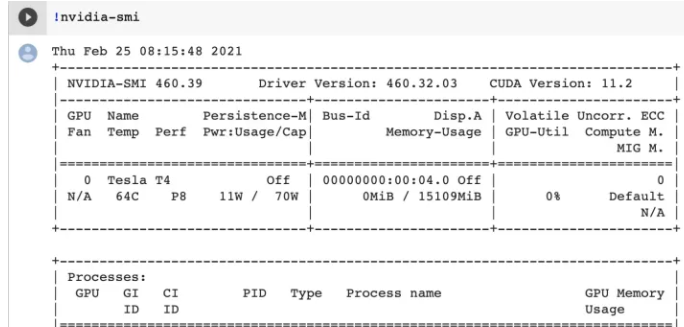 !nvidia-smi
Thu Feb 25 08:15:48 2021
+-----------------------------------------------------------------------------+
| NVIDIA-SMI 460.39       Driver Version: 460.32.03    CUDA Version: 11.2     |
|-------------------------------+----------------------+----------------------+
| GPU  Name        Persistence-M| Bus-Id        Disp.A | Volatile Uncorr. ECC |
| Fan  Temp  Perf  Pwr:Usage/Cap|         Memory-Usage | GPU-Util  Compute M. |
|                               |                      |               MIG M. |
|===============================+======================+======================|
|   0  Tesla T4            Off  | 00000000:00:04.0 Off |                    0 |
| N/A   64C    P8    11W /  70W |      0MiB / 15109MiB |      0%      Default |
|                               |                      |                  N/A |
+-------------------------------+----------------------+----------------------+
+-----------------------------------------------------------------------------+
| Processes:                                                                  |
|  GPU   GI   CI        PID   Type   Process name                  GPU Memory |
|        ID   ID                                                   Usage      |
|=============================================================================|